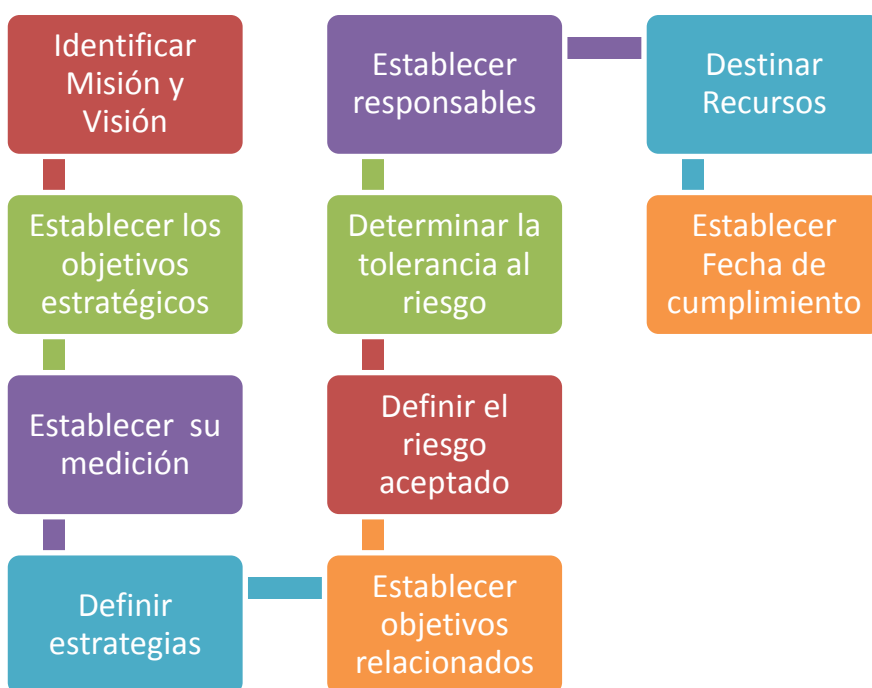 Identificar
Misión y
Visión
Establecer los
objetivos
estratégicos
Establecer su
medición
Definir
estrategias
Establecer
objetivos
relacionados
Definir el
riesgo
aceptado
Determinar la
tolerancia al
riesgo
Establecer
responsables
Destinar
Recursos
Establecer
Fecha de
cumplimiento